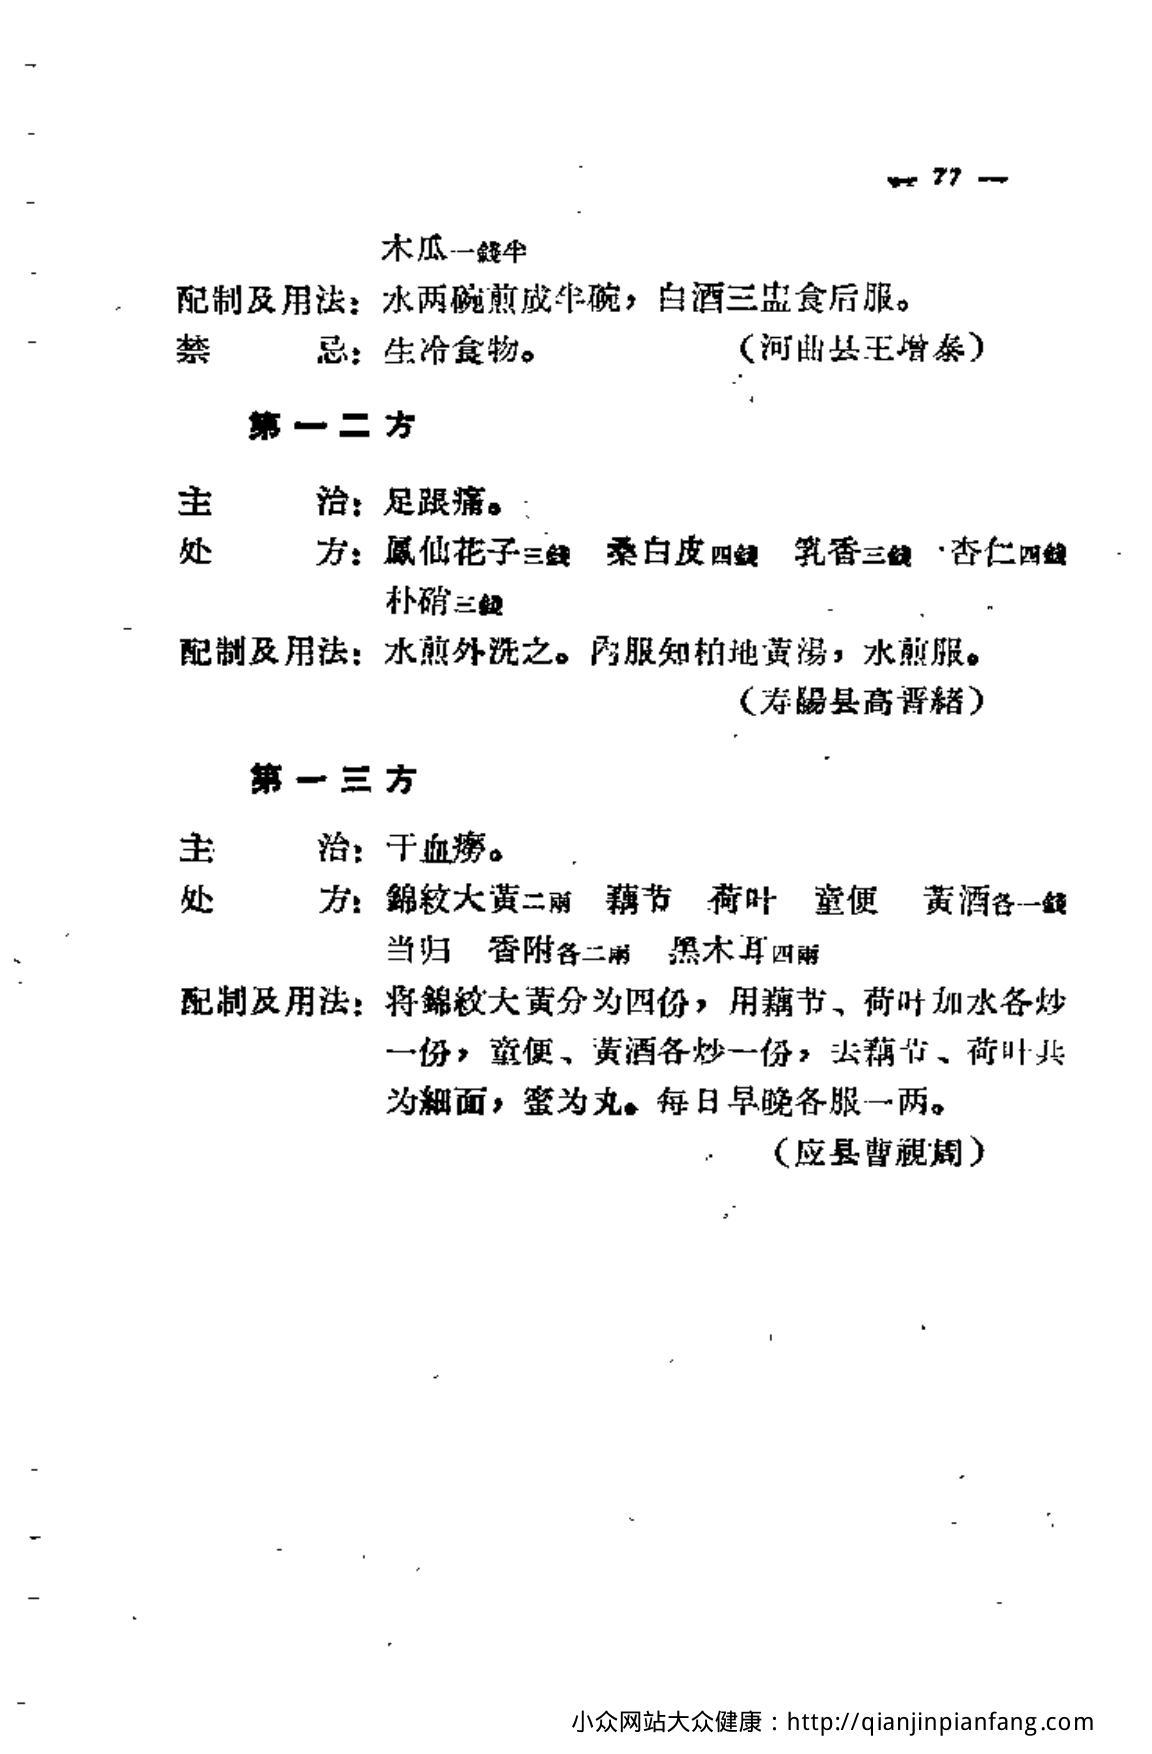 — 77 —
木瓜一錢半
配制及用法：水两碗煎成半碗，白酒三盅食后服。
禁 忌：生冷食物。 （河曲县王增泰）
第一二方
主 治：足跟痛。
处 方：鳳仙花子三錢 桑白皮四錢 乳香三錢 杏仁四錢
朴硝三錢
配制及用法：水煎外洗之。內服知柏地黃湯，水煎服。
（寿陽县高晋緒）
第一三方
主 治：干血癆。
处 方：錦紋大黃二兩 藕节 荷叶 童便 黃酒各一錢
当归 香附各二兩 黑木耳四兩
配制及用法：将錦紋大黃分为四份，用藕节、荷叶加水各炒
一份，童便、黃酒各炒一份，去藕节、荷叶共
为細面，蜜为丸。每日早晚各服一两。
（应县曹視周）
小众网站大众健康：http://qianjinpianfang.com